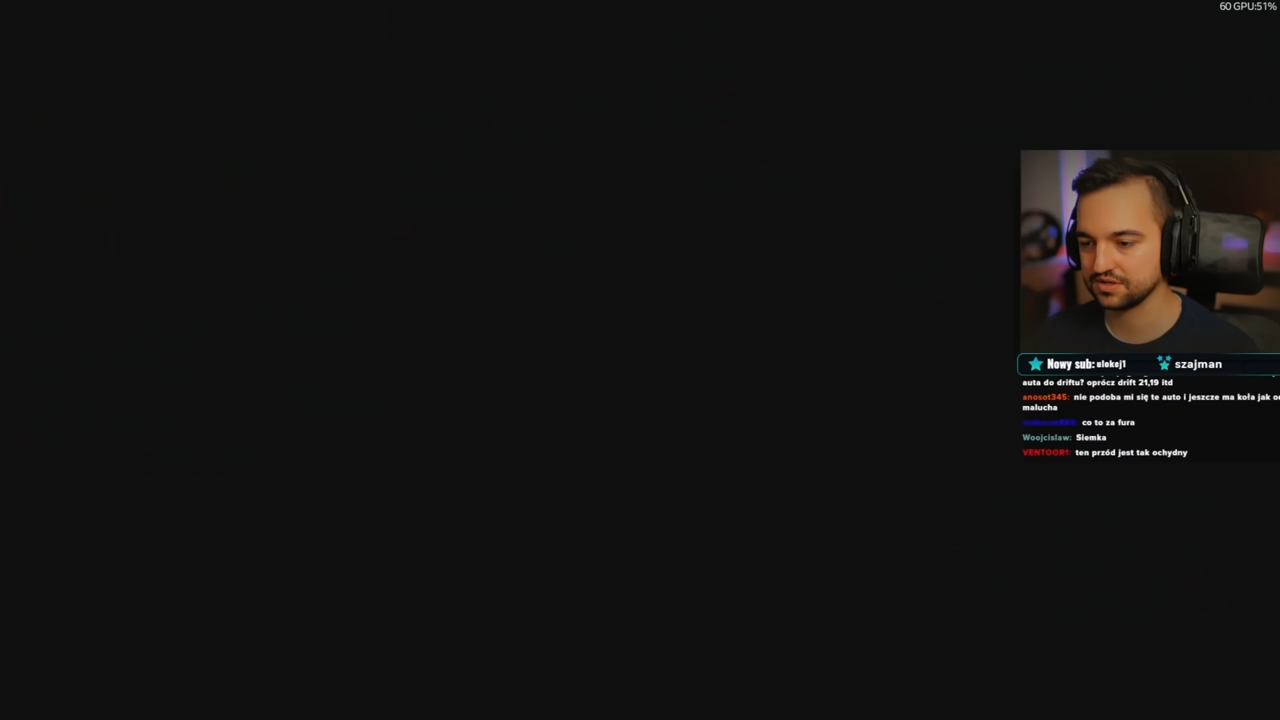 60 GPU:51%
Nowy sub: elekej1 szajman
auta do driftu? oprócz drift 21,19 itd
anosot345: nie podoba mi się te auto i jeszcze ma koła jak
malucha
co to za fura
Woojcislaw: Siemka
VENTOOR1: ten przód jest tak ochydny